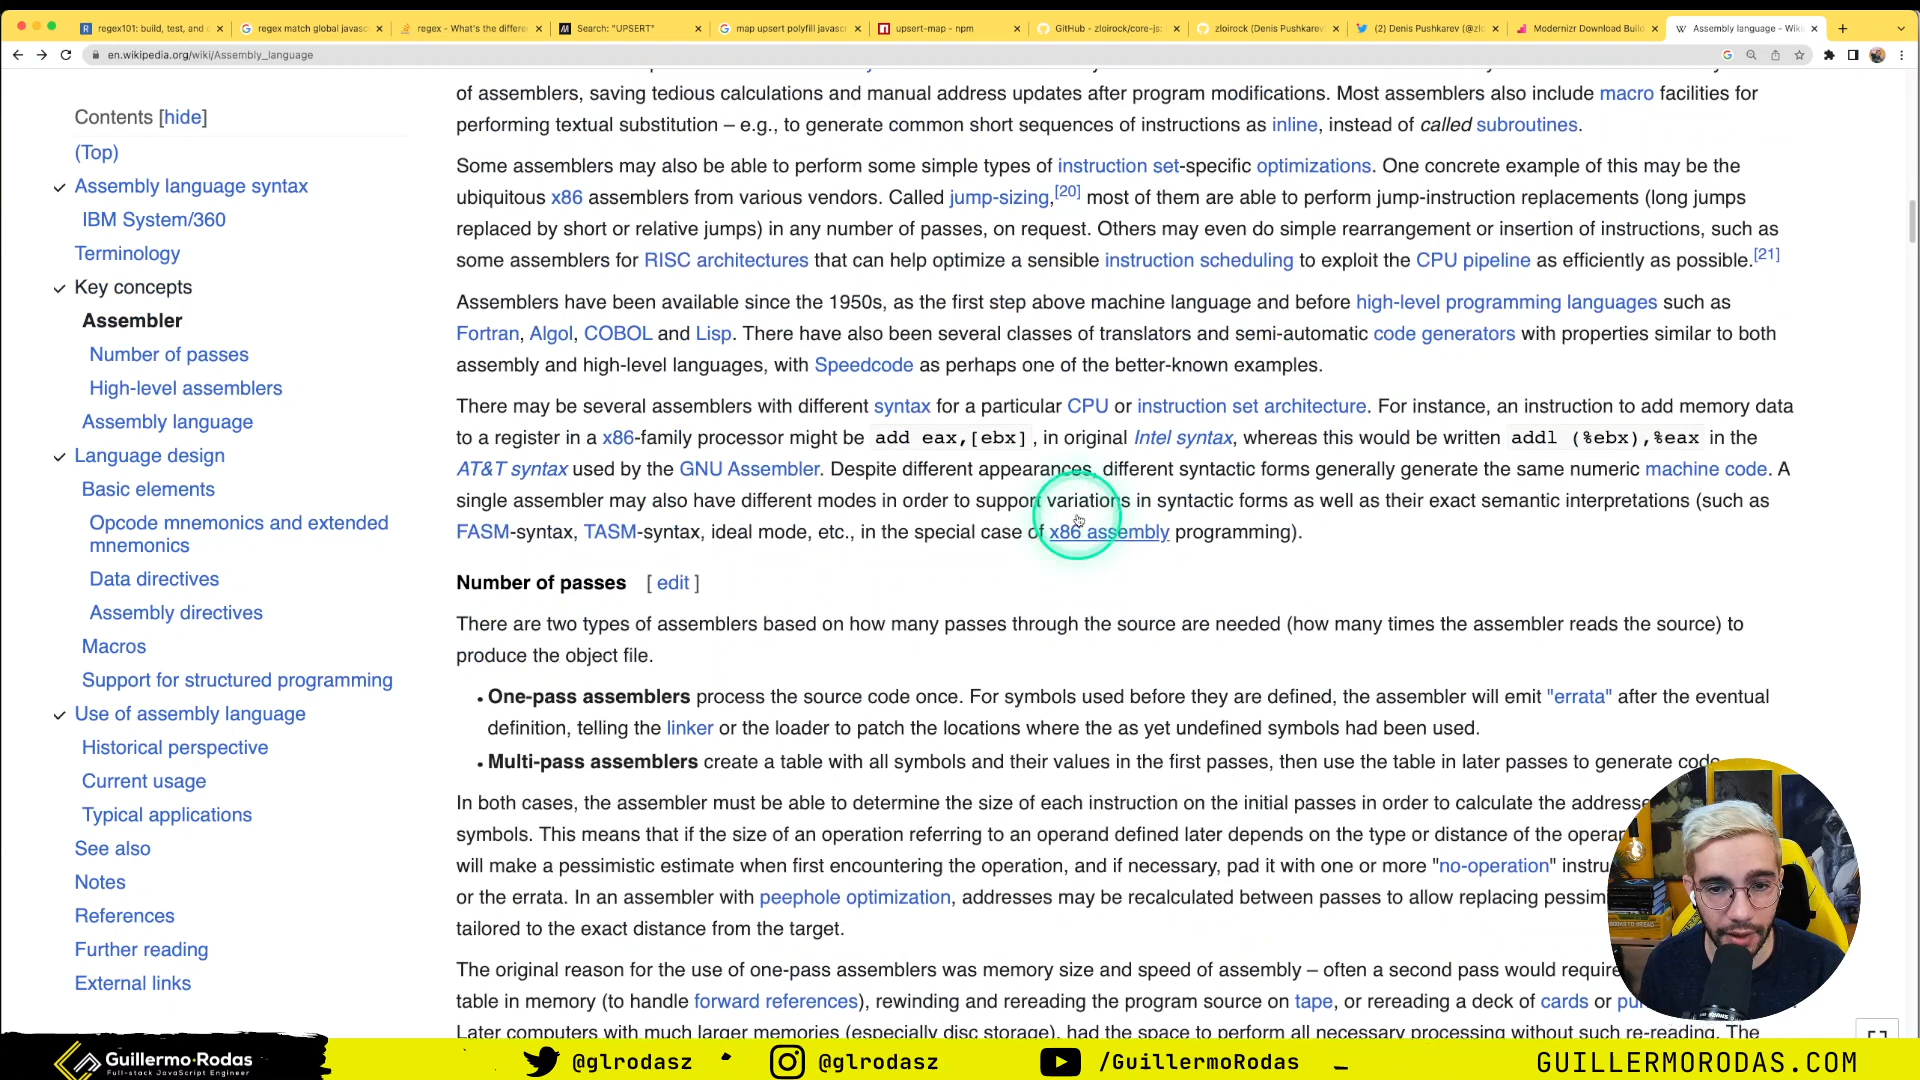 regex101: build, test, and c
regex match global javasc
regex - What's the differe
Search: "UPSERT"
map upsert polyfill javascr
upsert-map - npm
GitHub - zloirock/core-js:
zloirock (Denis Pushkarev)
(2) Denis Pushkarev (@zlo
Modernizr Download Build
Assembly language - Wiki
en.wikipedia.org/wiki/Assembly_language
Contents [hide]
(Top)
Assembly language syntax
IBM System/360
Terminology
Key concepts
Assembler
Number of passes
High-level assemblers
Assembly language
Language design
Basic elements
Opcode mnemonics and extended
mnemonics
Data directives
Assembly directives
Macros
Support for structured programming
Use of assembly language
Historical perspective
Current usage
Typical applications
See also
Notes
References
Further reading
External links
of assemblers, saving tedious calculations and manual address updates after program modifications. Most assemblers also include macro facilities for
performing textual substitution – e.g., to generate common short sequences of instructions as inline, instead of called subroutines.
Some assemblers may also be able to perform some simple types of instruction set-specific optimizations. One concrete example of this may be the
ubiquitous x86 assemblers from various vendors. Called jump-sizing,[20] most of them are able to perform jump-instruction replacements (long jumps
replaced by short or relative jumps) in any number of passes, on request. Others may even do simple rearrangement or insertion of instructions, such as
some assemblers for RISC architectures that can help optimize a sensible instruction scheduling to exploit the CPU pipeline as efficiently as possible.[21]
Assemblers have been available since the 1950s, as the first step above machine language and before high-level programming languages such as
Fortran, Algol, COBOL and Lisp. There have also been several classes of translators and semi-automatic code generators with properties similar to both
assembly and high-level languages, with Speedcode as perhaps one of the better-known examples.
There may be several assemblers with different syntax for a particular CPU or instruction set architecture. For instance, an instruction to add memory data
to a register in a x86-family processor might be add eax,[ebx], in original Intel syntax, whereas this would be written addl (%ebx),%eax in the
AT&T syntax used by the GNU Assembler. Despite different appearances, different syntactic forms generally generate the same numeric machine code. A
single assembler may also have different modes in order to support variations in syntactic forms as well as their exact semantic interpretations (such as
FASM-syntax, TASM-syntax, ideal mode, etc., in the special case of x86 assembly programming).
Number of passes [ edit ]
There are two types of assemblers based on how many passes through the source are needed (how many times the assembler reads the source) to
produce the object file.
• One-pass assemblers process the source code once. For symbols used before they are defined, the assembler will emit "errata" after the eventual
definition, telling the linker or the loader to patch the locations where the as yet undefined symbols had been used.
• Multi-pass assemblers create a table with all symbols and their values in the first passes, then use the table in later passes to generate code.
In both cases, the assembler must be able to determine the size of each instruction on the initial passes in order to calculate the addresse
symbols. This means that if the size of an operation referring to an operand defined later depends on the type or distance of the operan
will make a pessimistic estimate when first encountering the operation, and if necessary, pad it with one or more "no-operation" instru
or the errata. In an assembler with peephole optimization, addresses may be recalculated between passes to allow replacing pessim
tailored to the exact distance from the target.
The original reason for the use of one-pass assemblers was memory size and speed of assembly – often a second pass would require
table in memory (to handle forward references), rewinding and rereading the program source on tape, or rereading a deck of cards or pu
Later computers with much larger memories (especially disc storage), had the space to perform all necessary processing without such re-reading. The
Guillermo Rodas
Full-stack JavaScript Engineer
@glrodasz
@glrodasz
/GuillermoRodas
GUILLERMORODAS.COM